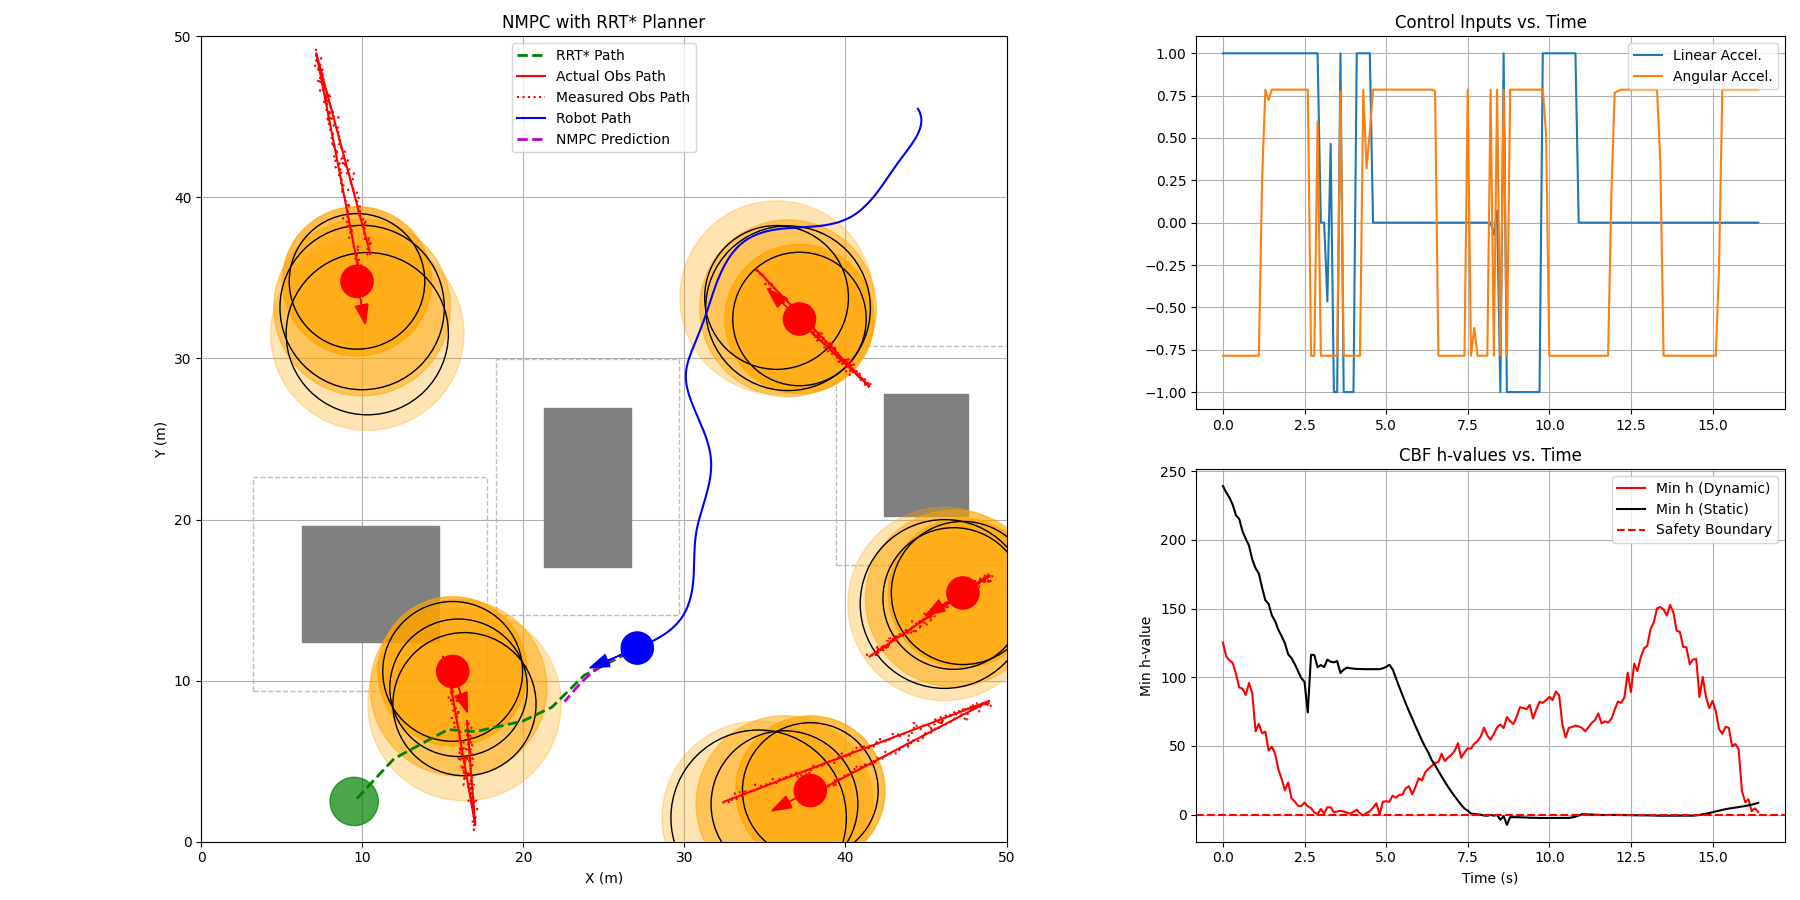 NMPC with RRT* Planner
50
40
30
20
10
0
Y (m)
RRT* Path
Actual Obs Path
Measured Obs Path
Robot Path
NMPC Prediction
0
10
20
30
40
50
X (m)
Control Inputs vs. Time
1.00
0.75
0.50
0.25
0.00
−0.25
−0.50
−0.75
−1.00
Linear Accel.
Angular Accel.
0.0
2.5
5.0
7.5
10.0
12.5
15.0
CBF h-values vs. Time
250
200
150
100
50
0
Min h-value
Min h (Dynamic)
Min h (Static)
Safety Boundary
0.0
2.5
5.0
7.5
10.0
12.5
15.0
Time (s)